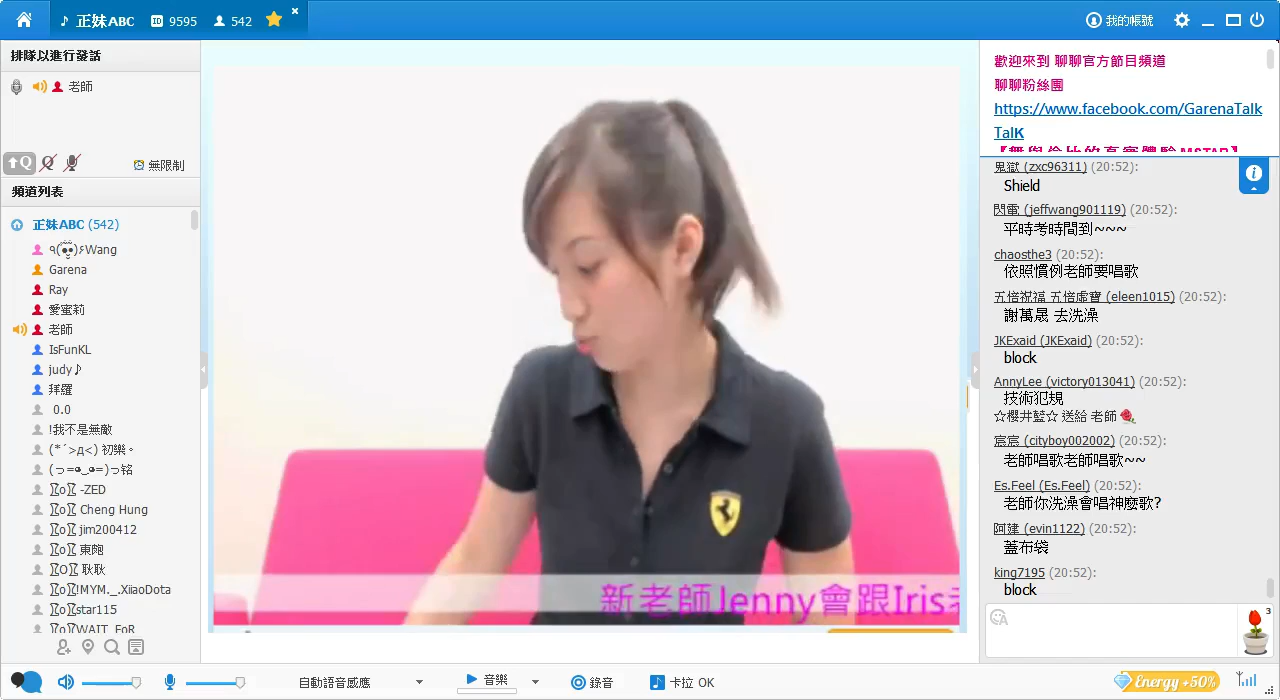 正妹ABC ID 9595 542
我的帳號
排隊以進行發話
老師
Q 無限制
頻道列表
正妹ABC (542)
Wang
Garena
Ray
愛蜜莉
老師
IsFunKL
judy♪
拜羅
0.0
!我不是無敵
初樂。
-ZED
Cheng Hung
jim200412
東皰
耿耿
!MYM._.XiiaoDota
star115
WAIT_FoR
新老師Jenny會跟Iris老
歡迎來到 聊聊官方節目頻道
聊聊粉絲團
https://www.facebook.com/GarenaTalk
TalK
鬼獄 (zxc96311) (20:52):
Shield
閃電 (jeffwang901119) (20:52):
平時考時間到~~~
chaosthe3 (20:52):
依照慣例老師要唱歌
五倍祝福 五倍虛寶 (eleen1015) (20:52):
謝萬晟 去洗澡
JKExaid (JKExaid) (20:52):
block
AnnyLee (victory013041) (20:52):
技術犯規
☆櫻井藍☆ 送給 老師
宸宸 (cityboy002002) (20:52):
老師唱歌老師唱歌~~
Es.Feel (Es.Feel) (20:52):
老師你洗澡會唱神麼歌?
阿建 (evin1122) (20:52):
蓋布袋
king7195 (20:52):
block
3
自動語音感應
音樂
錄音
卡拉 OK
Energy +50%